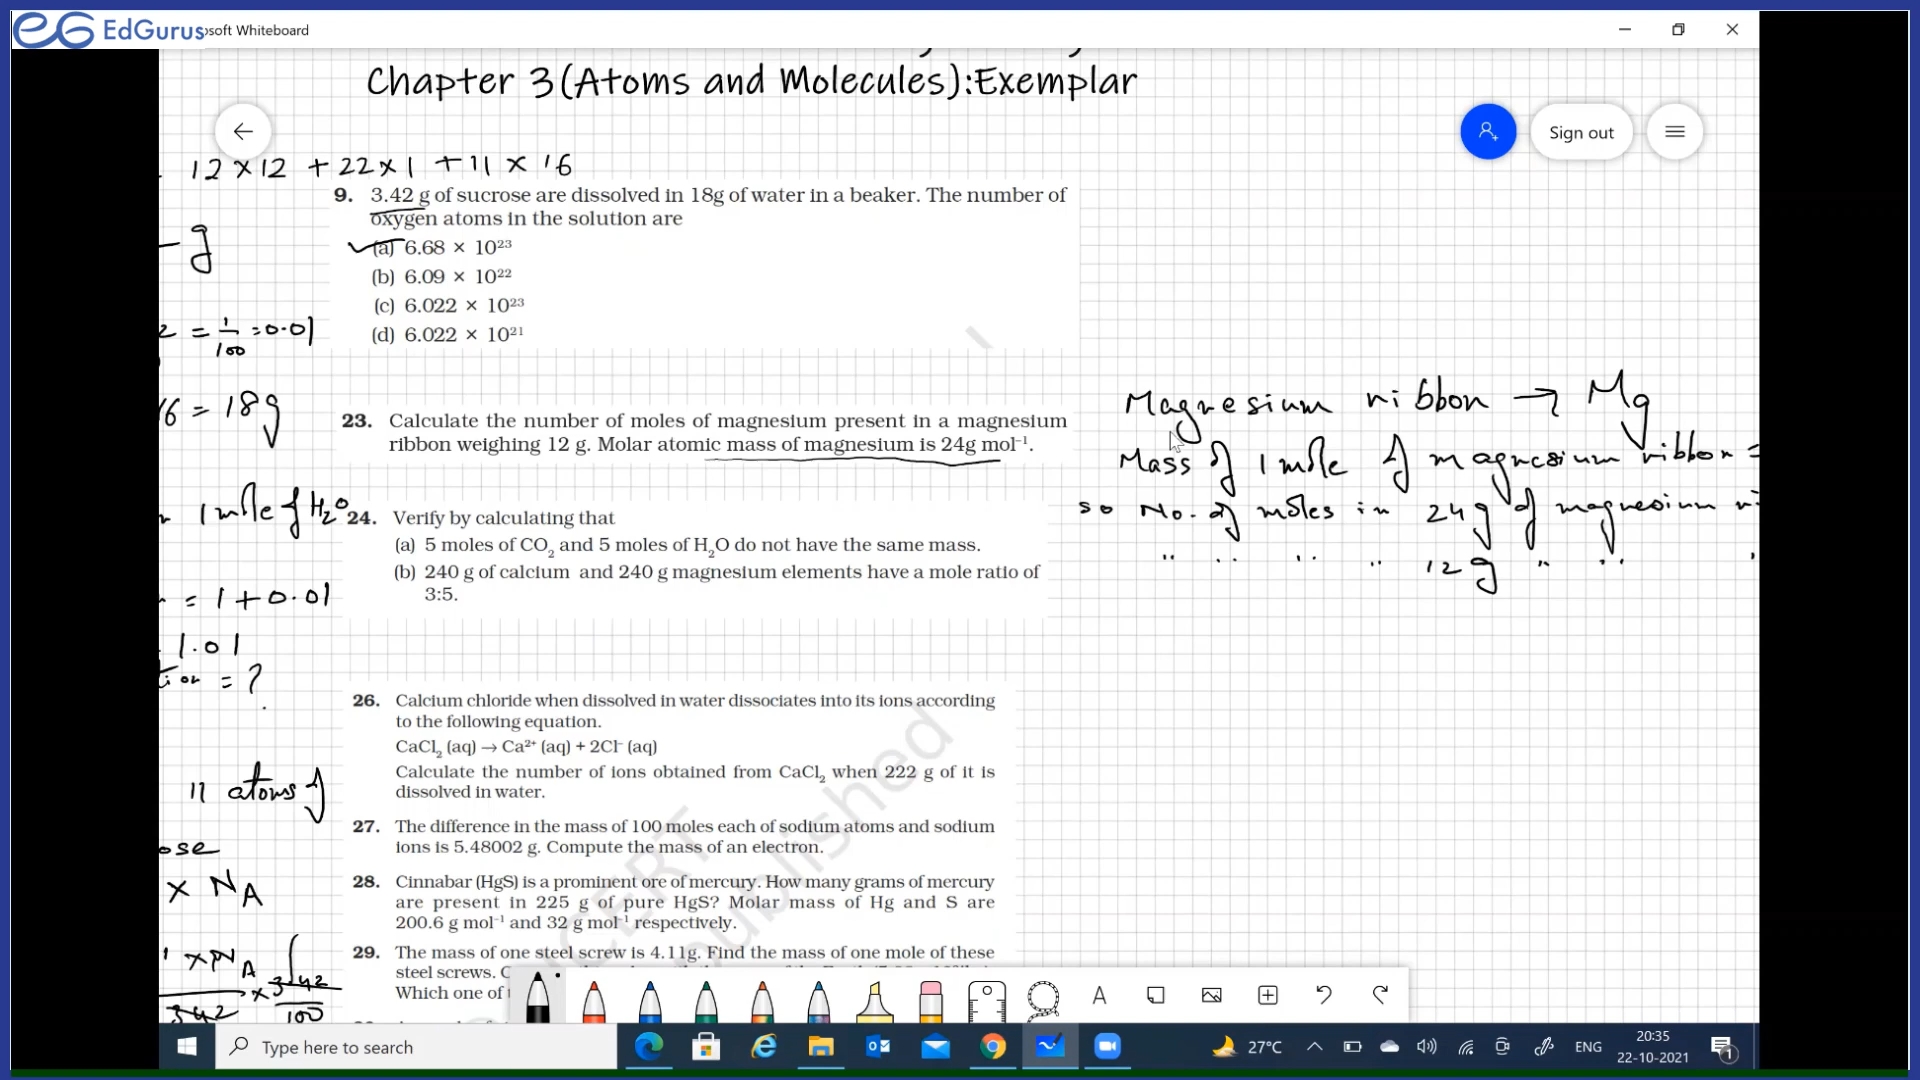 EdGurus
osoft Whiteboard
Chapter 3(Atoms and Molecules):Exemplar
Sign out
12 × 12 + 22 × 1 + 11 × 16
9. 3.42 g of sucrose are dissolved in 18g of water in a beaker. The number of
oxygen atoms in the solution are
(a) 6.68 × 10²³
(b) 6.09 × 10²²
(c) 6.022 × 10²³
(d) 6.022 × 10²¹
g
= 1/100 = 0.01
16 = 18g
23. Calculate the number of moles of magnesium present in a magnesium
ribbon weighing 12 g. Molar atomic mass of magnesium is 24g mol⁻¹.
Magnesium ribbon → Mg
Mass of 1 mole of magnesium ribbon =
so No. of moles in 24g of magnesium ri
" " " " 12g " " "
1 mole of H₂O
24. Verify by calculating that
(a) 5 moles of CO₂ and 5 moles of H₂O do not have the same mass.
(b) 240 g of calcium and 240 g magnesium elements have a mole ratio of
3:5.
= 1 + 0.01
1.01
tion = ?
26. Calcium chloride when dissolved in water dissociates into its ions according
to the following equation.
CaCl₂ (aq) → Ca²⁺ (aq) + 2Cl⁻ (aq)
Calculate the number of ions obtained from CaCl₂ when 222 g of it is
dissolved in water.
11 atoms of
ose
× NA
27. The difference in the mass of 100 moles each of sodium atoms and sodium
ions is 5.48002 g. Compute the mass of an electron.
28. Cinnabar (HgS) is a prominent ore of mercury. How many grams of mercury
are present in 225 g of pure HgS? Molar mass of Hg and S are
200.6 g mol⁻¹ and 32 g mol⁻¹ respectively.
1 × NA × 342
342 100
29. The mass of one steel screw is 4.11g. Find the mass of one mole of these
steel screws.
Which one of
NCERT
published
Type here to search
27°C
ENG
20:35
22-10-2021
1